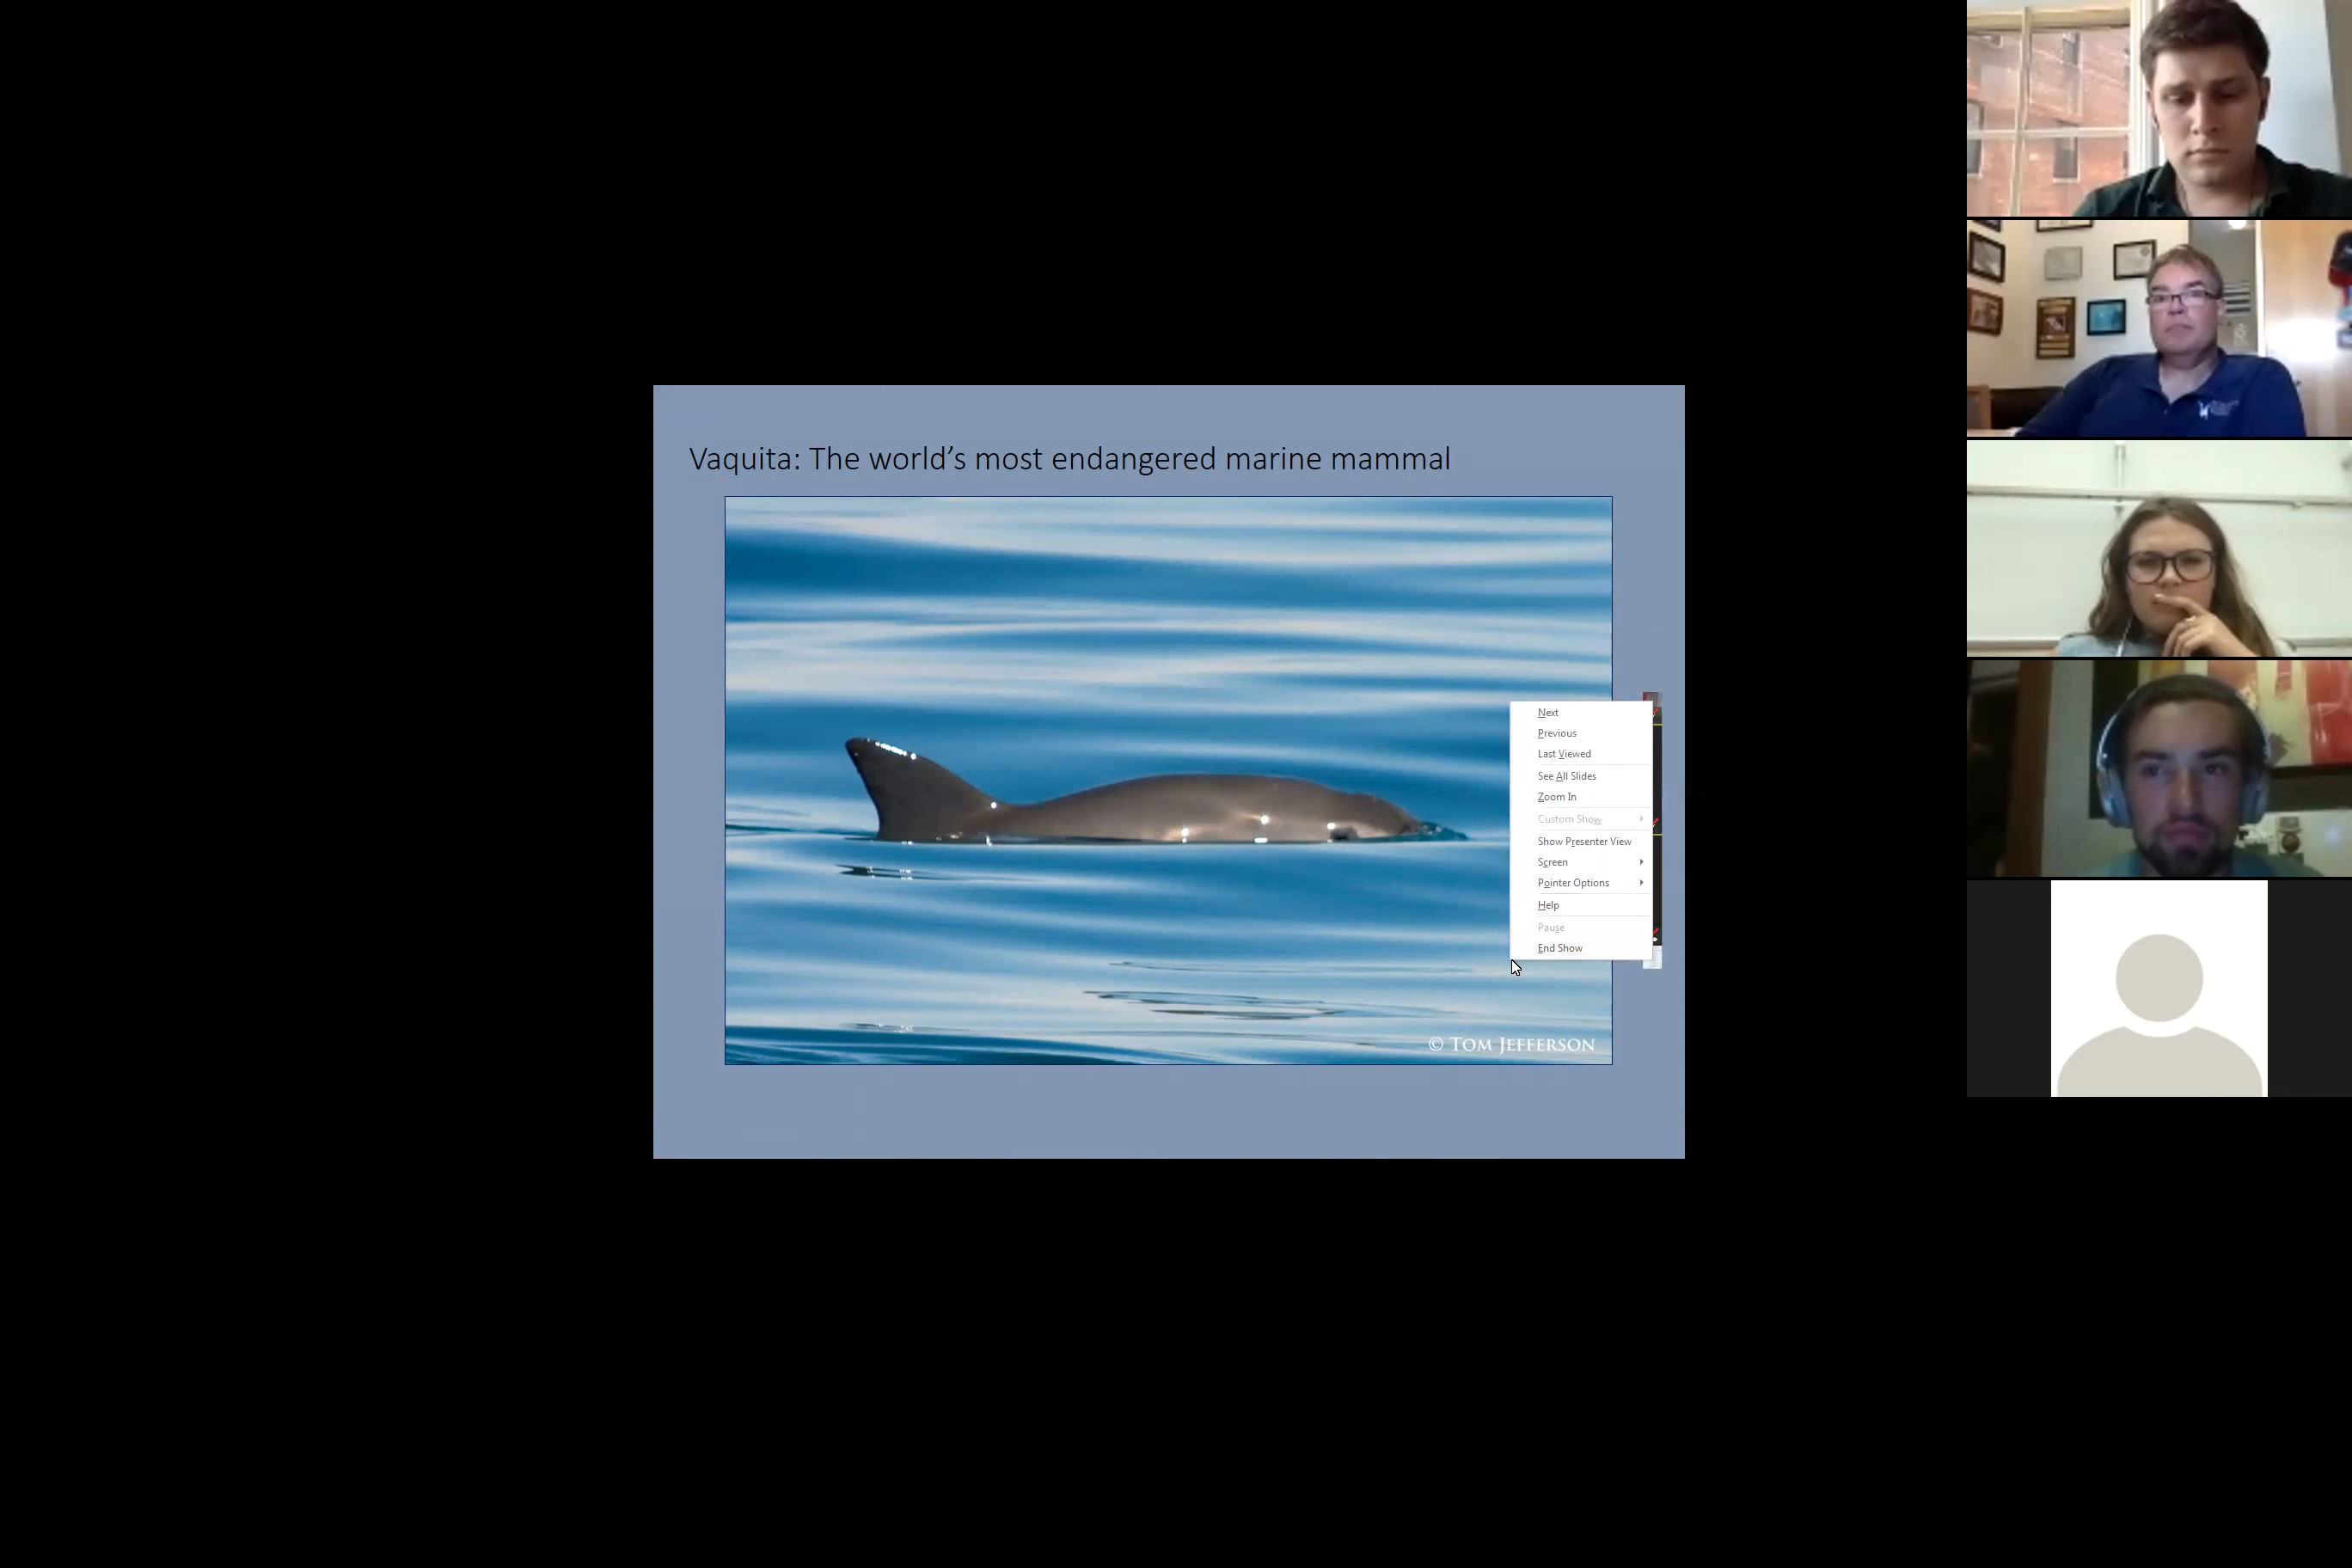 Vaquita: The world’s most endangered marine mammal
Next
Previous
Last Viewed
See All Slides
Zoom In
Custom Show
Show Presenter View
Screen
Pointer Options
Help
Pause
End Show
© Tom Jefferson